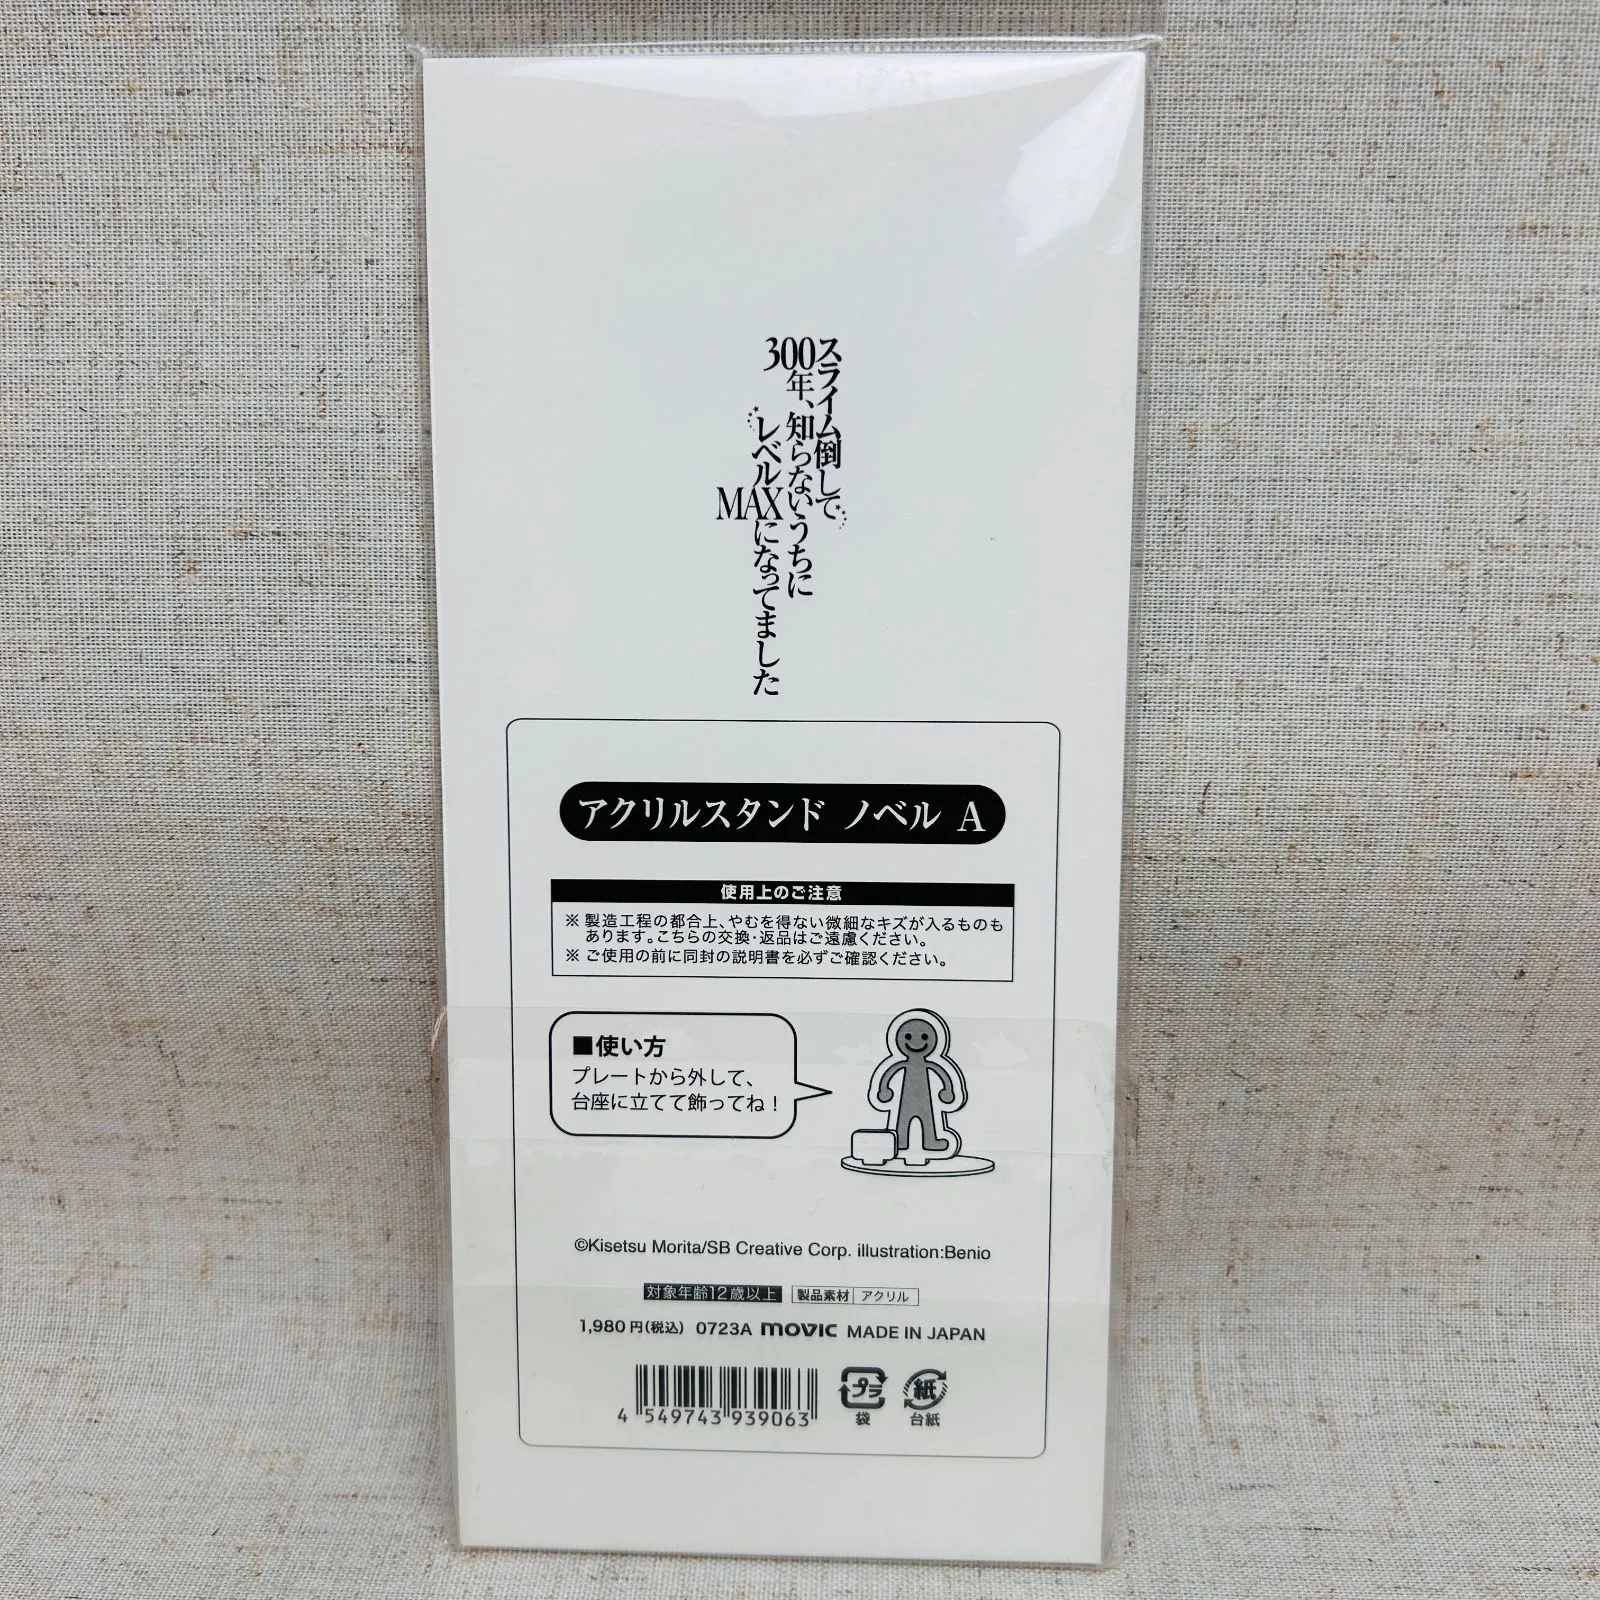 スライム倒して
300年、知らないうちに
レベルMAXになってました
アクリルスタンド ノベル A
使用上のご注意
※ 製造工程の都合上、やむを得ない微細なキズが入るものも
あります。こちらの交換・返品はご遠慮ください。
※ ご使用の前に同封の説明書を必ずご確認ください。
■使い方
プレートから外して、
台座に立てて飾ってね！
©Kisetsu Morita/SB Creative Corp. illustration:Benio
対象年齢12歳以上 製品素材 アクリル
1,980円(税込) 0723A movic MADE IN JAPAN
4 549743 939063
プラ 紙
袋 台紙